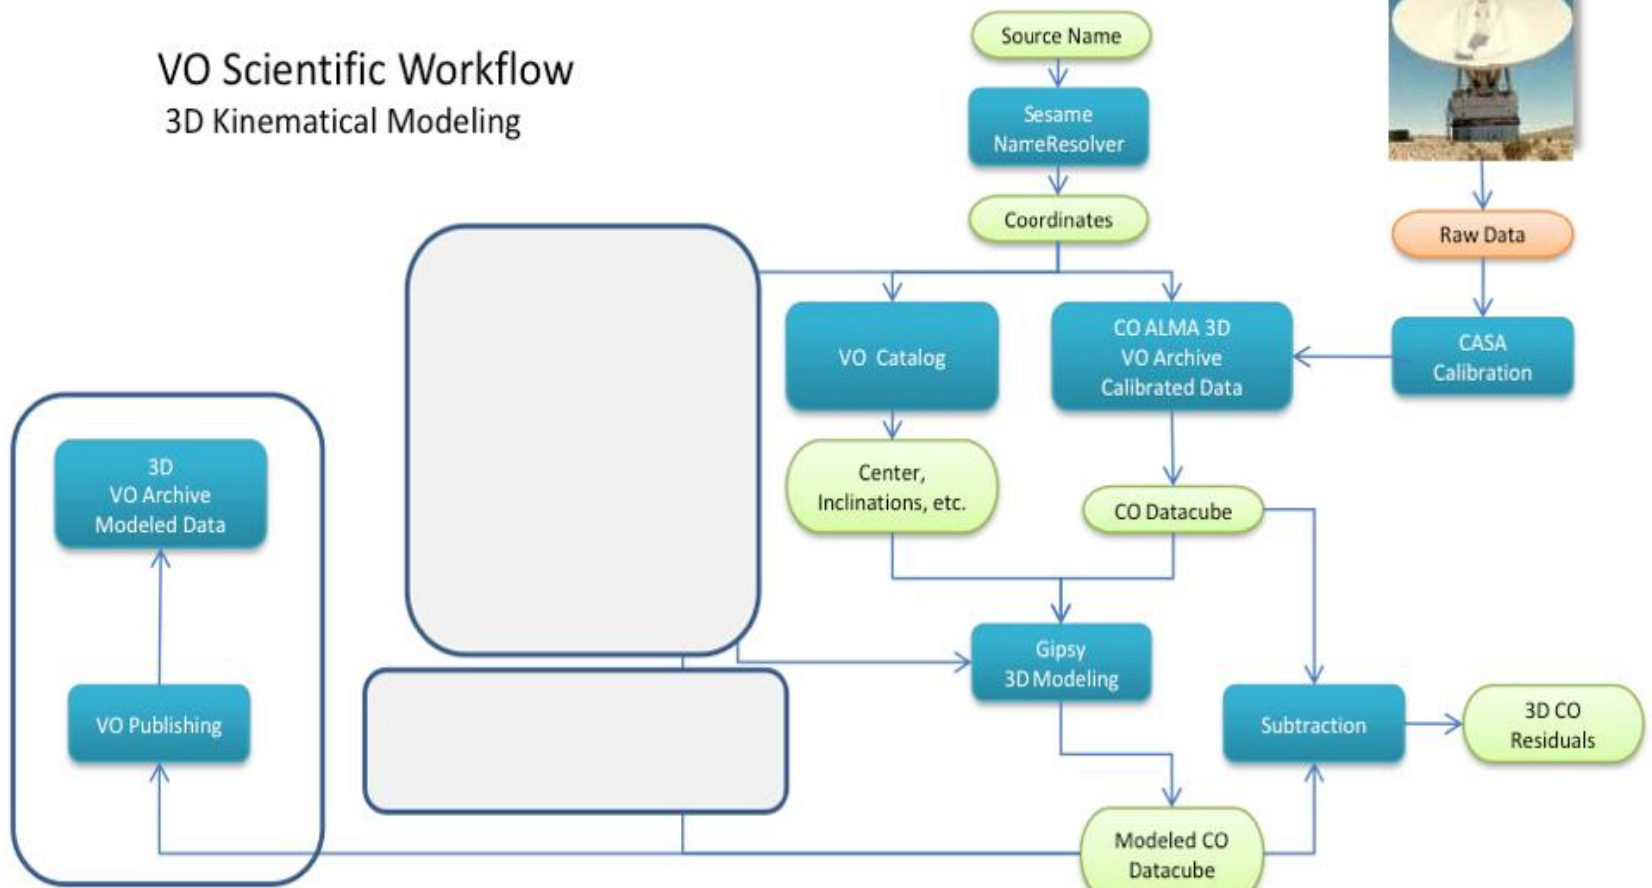 VO Scientific Workflow
3D Kinematical Modeling
Source Name
Sesame
NameResolver
Coordinates
Raw Data
VO Catalog
CO ALMA 3D
VO Archive
Calibrated Data
CASA
Calibration
3D
VO Archive
Modeled Data
Center,
Inclinations, etc.
CO Datacube
Gipsy
3D Modeling
VO Publishing
Subtraction
3D CO
Residuals
Modeled CO
Datacube